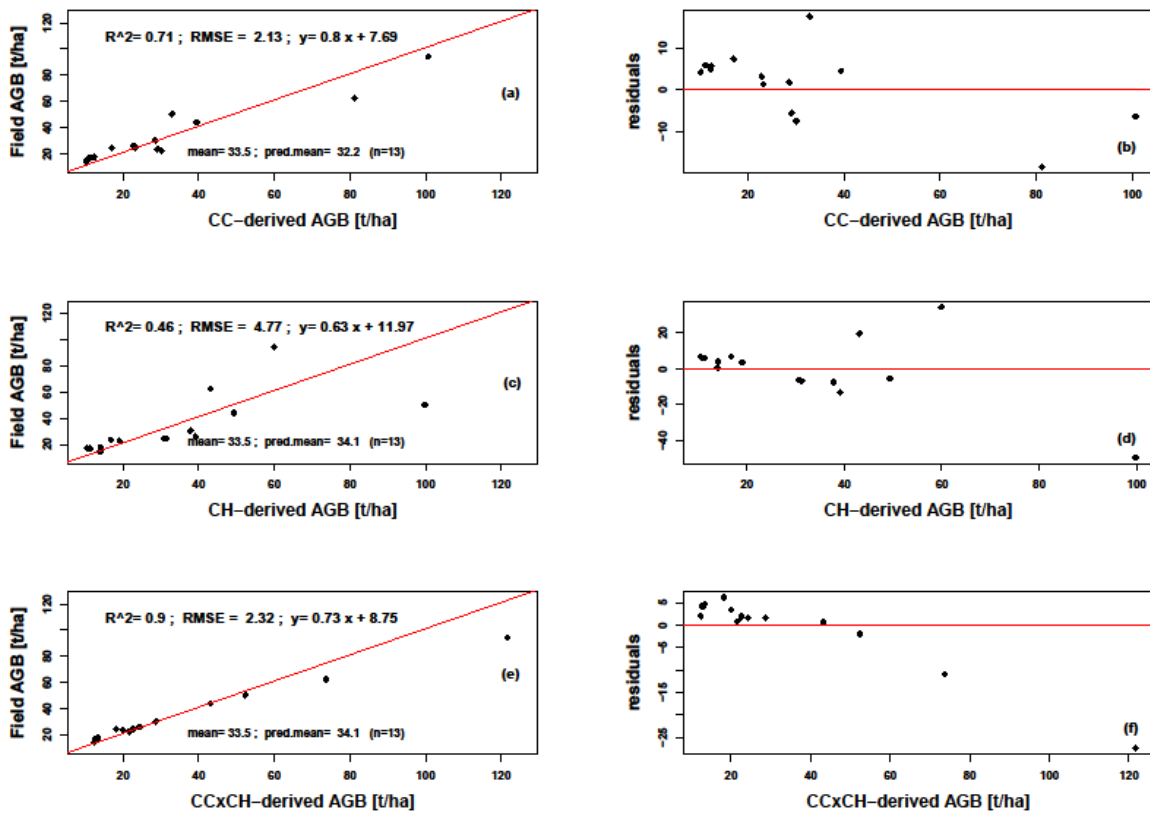 R^2= 0.71 ; RMSE = 2.13 ; y= 0.8 x + 7.69
(a)
mean= 33.5 ; pred.mean= 32.2 (n=13)
Field AGB [t/ha]
20 40 60 80 120
20 40 60 80 100 120
CC−derived AGB [t/ha]
residuals
−10 0 10
(b)
20 40 60 80 100
CC−derived AGB [t/ha]
R^2= 0.46 ; RMSE = 4.77 ; y= 0.63 x + 11.97
(c)
mean= 33.5 ; pred.mean= 34.1 (n=13)
Field AGB [t/ha]
20 40 60 80 120
20 40 60 80 100 120
CH−derived AGB [t/ha]
residuals
−40 −20 0 20
(d)
20 40 60 80 100
CH−derived AGB [t/ha]
R^2= 0.9 ; RMSE = 2.32 ; y= 0.73 x + 8.75
(e)
mean= 33.5 ; pred.mean= 34.1 (n=13)
Field AGB [t/ha]
20 40 60 80 120
20 40 60 80 100 120
CCxCH−derived AGB [t/ha]
residuals
−25 −15 −5 0 5
(f)
20 40 60 80 100 120
CCxCH−derived AGB [t/ha]